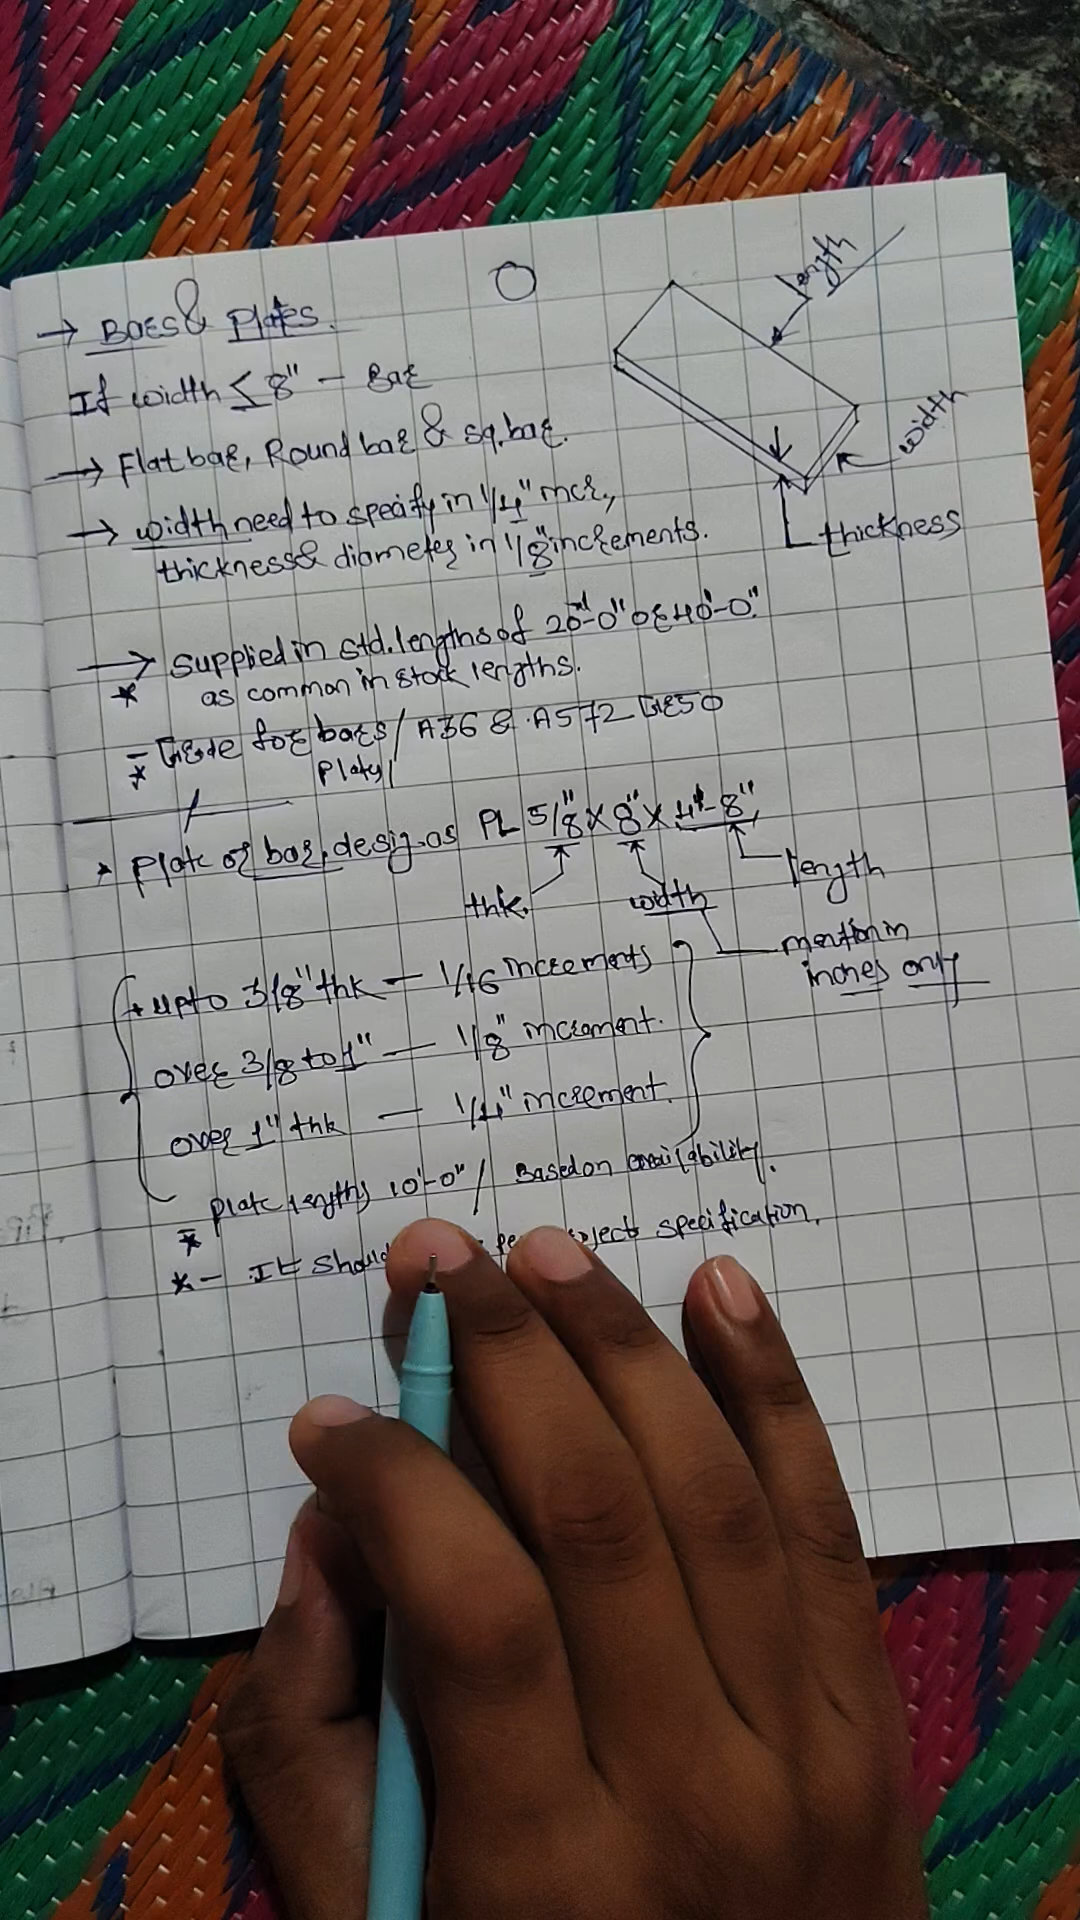 → Bars & Plates.
If width ≤ 8" - Bar
→ Flat bar, Round bar & sq. bar.
→ width need to specify in 1/4" incr.,
thickness & diameter in 1/8" increments.
length
width
thickness
→ Supplied in std. lengths of 20'-0" or 40'-0".
* as common in stock lengths.
- Grade for bars/ A36 & A572 GR50
* Plates/
* Plate or bar, desig. as PL 5/8" x 8" x 4'-8"
thk. width length
mention in
inches only
* upto 3/8" thk - 1/16 increments
over 3/8 to 1" - 1/8" increment.
over 1" thk - 1/4" increment.
* plate lengths 10'-0" / Based on availability.
* - It should specification.